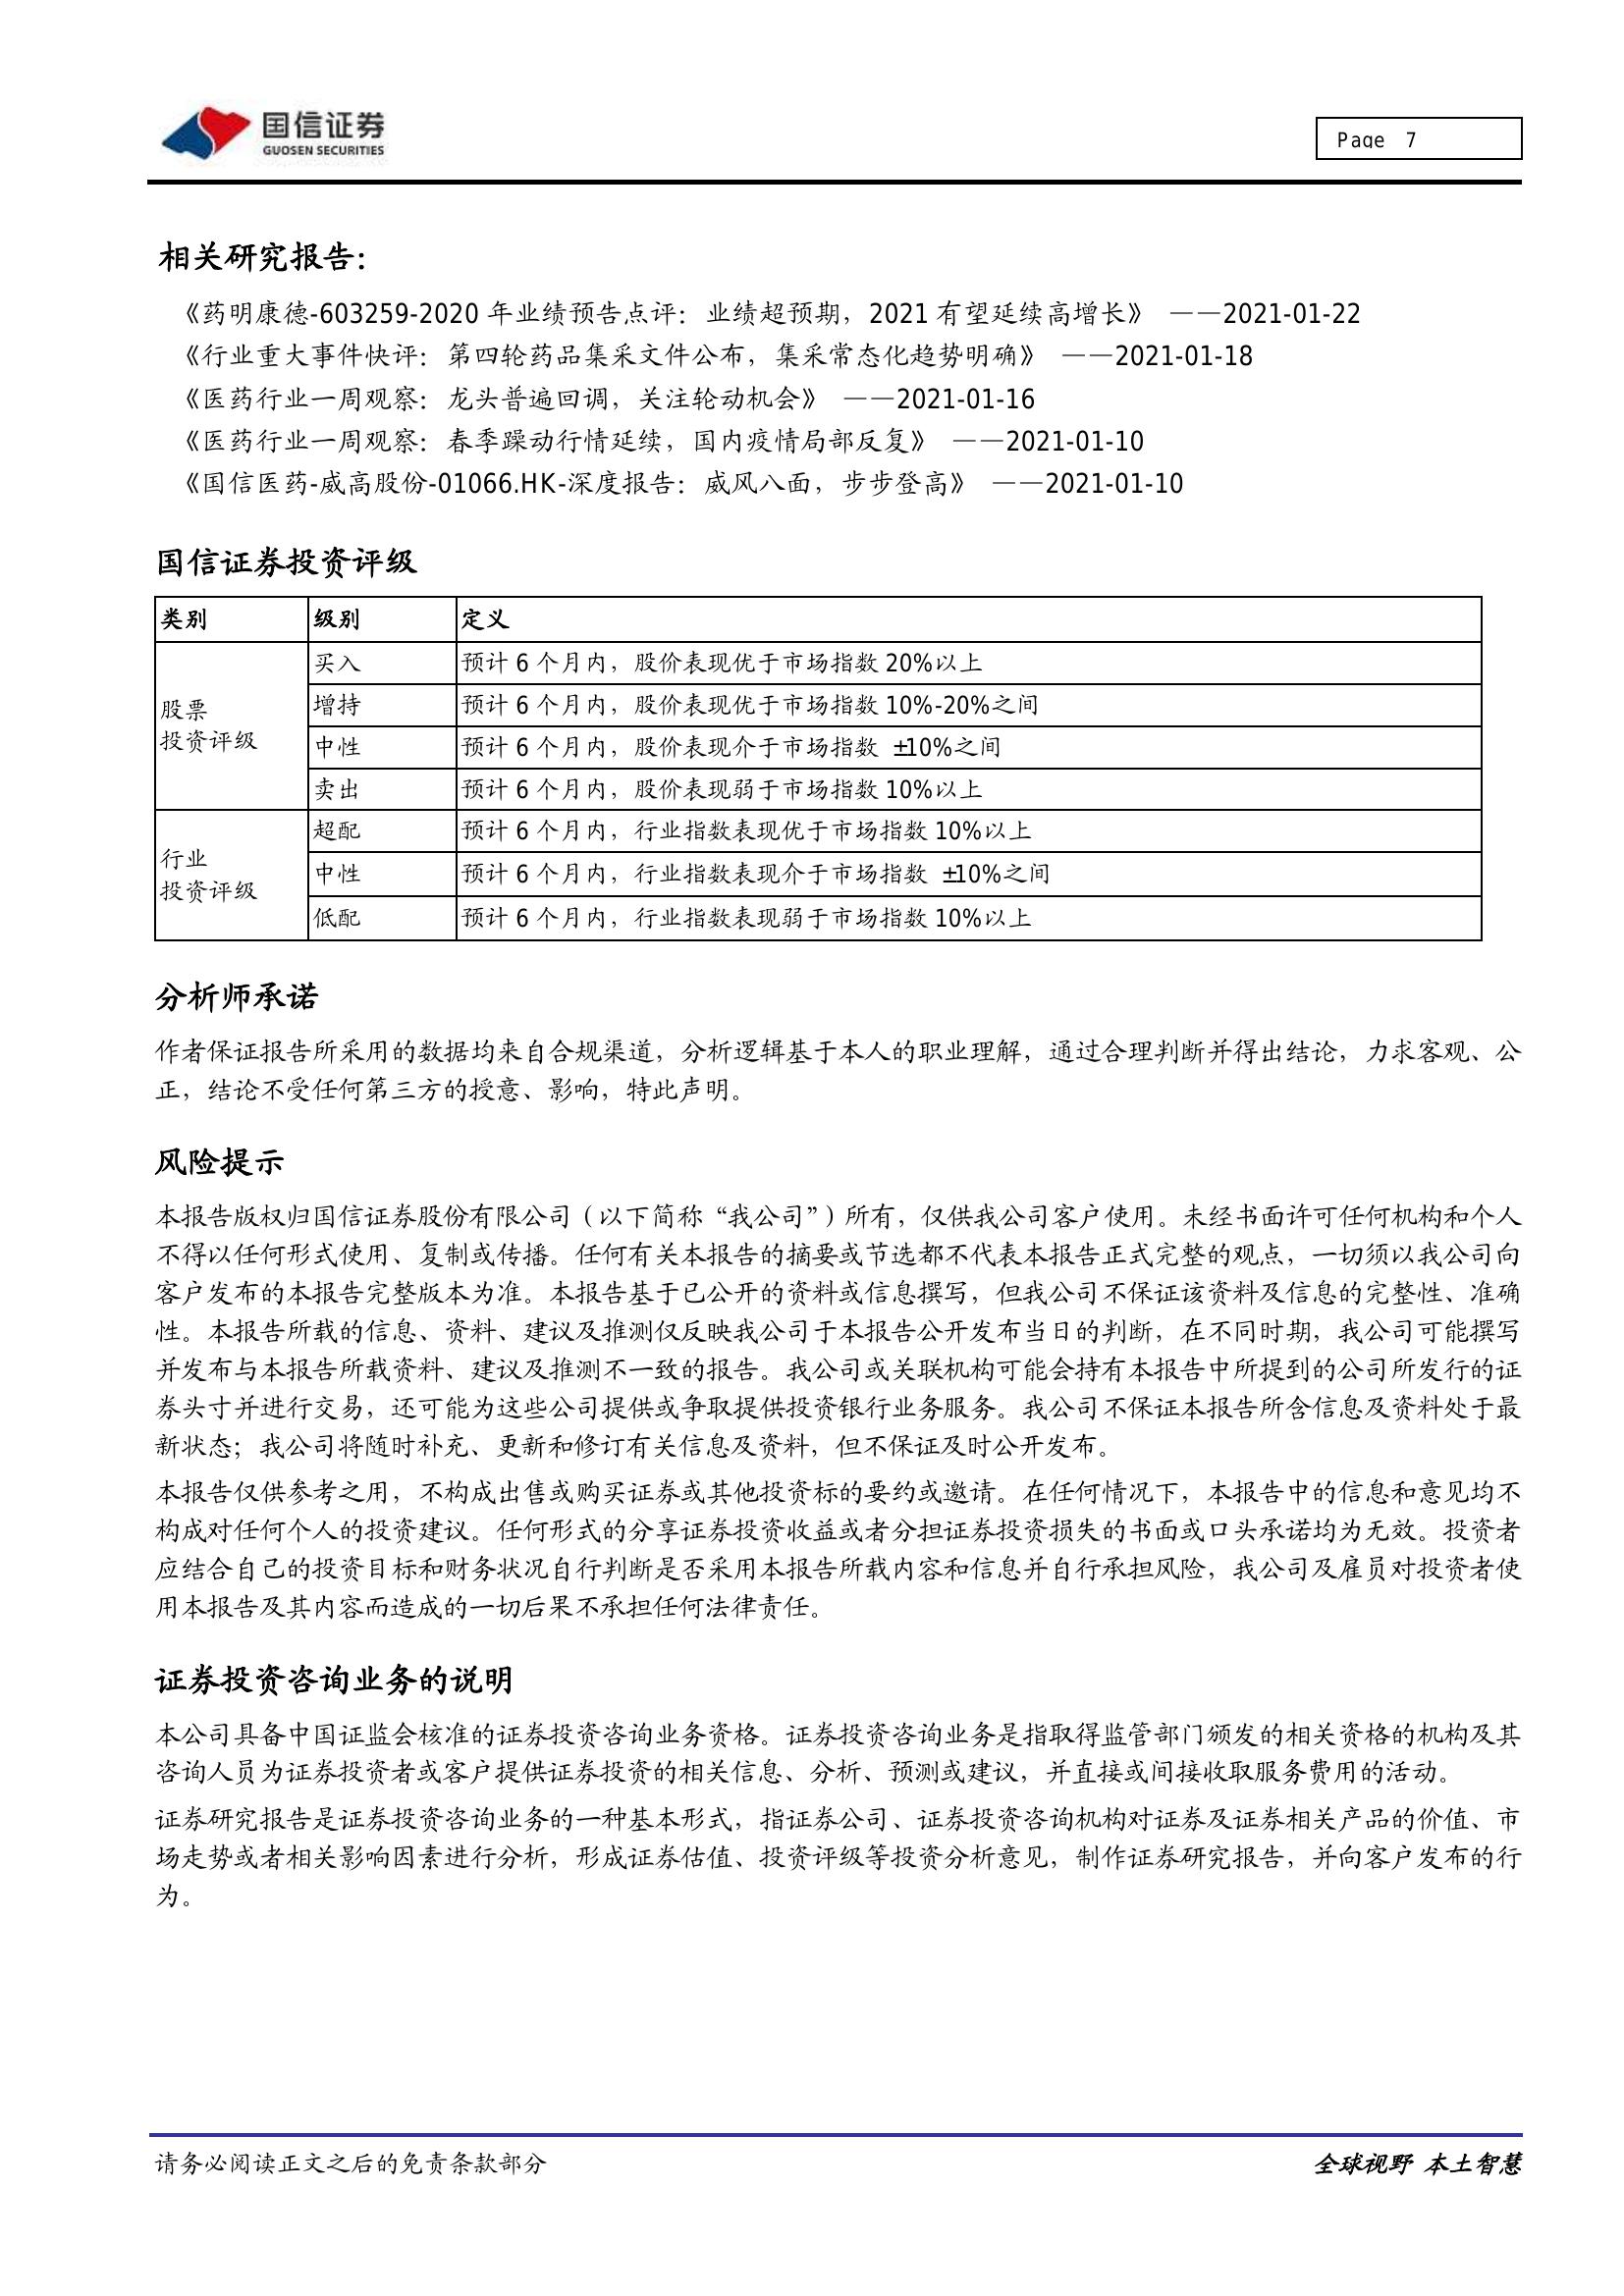 国信证券
GUOSEN SECURITIES
Page 7
相关研究报告：
《药明康德-603259-2020 年业绩预告点评：业绩超预期，2021 有望延续高增长》 ——2021-01-22
《行业重大事件快评：第四轮药品集采文件公布，集采常态化趋势明确》 ——2021-01-18
《医药行业一周观察：龙头普遍回调，关注轮动机会》 ——2021-01-16
《医药行业一周观察：春季躁动行情延续，国内疫情局部反复》 ——2021-01-10
《国信医药-威高股份-01066.HK-深度报告：威风八面，步步登高》 ——2021-01-10
国信证券投资评级
类别 级别 定义
股票
投资评级
买入 预计 6 个月内，股价表现优于市场指数 20%以上
增持 预计 6 个月内，股价表现优于市场指数 10%-20%之间
中性 预计 6 个月内，股价表现介于市场指数 ±10%之间
卖出 预计 6 个月内，股价表现弱于市场指数 10%以上
行业
投资评级
超配 预计 6 个月内，行业指数表现优于市场指数 10%以上
中性 预计 6 个月内，行业指数表现介于市场指数 ±10%之间
低配 预计 6 个月内，行业指数表现弱于市场指数 10%以上
分析师承诺
作者保证报告所采用的数据均来自合规渠道，分析逻辑基于本人的职业理解，通过合理判断并得出结论，力求客观、公
正，结论不受任何第三方的授意、影响，特此声明。
风险提示
本报告版权归国信证券股份有限公司（以下简称“我公司”）所有，仅供我公司客户使用。未经书面许可任何机构和个人
不得以任何形式使用、复制或传播。任何有关本报告的摘要或节选都不代表本报告正式完整的观点，一切须以我公司向
客户发布的本报告完整版本为准。本报告基于已公开的资料或信息撰写，但我公司不保证该资料及信息的完整性、准确
性。本报告所载的信息、资料、建议及推测仅反映我公司于本报告公开发布当日的判断，在不同时期，我公司可能撰写
并发布与本报告所载资料、建议及推测不一致的报告。我公司或关联机构可能会持有本报告中所提到的公司所发行的证
券头寸并进行交易，还可能为这些公司提供或争取提供投资银行业务服务。我公司不保证本报告所含信息及资料处于最
新状态；我公司将随时补充、更新和修订有关信息及资料，但不保证及时公开发布。
本报告仅供参考之用，不构成出售或购买证券或其他投资标的要约或邀请。在任何情况下，本报告中的信息和意见均不
构成对任何个人的投资建议。任何形式的分享证券投资收益或者分担证券投资损失的书面或口头承诺均为无效。投资者
应结合自己的投资目标和财务状况自行判断是否采用本报告所载内容和信息并自行承担风险，我公司及雇员对投资者使
用本报告及其内容而造成的一切后果不承担任何法律责任。
证券投资咨询业务的说明
本公司具备中国证监会核准的证券投资咨询业务资格。证券投资咨询业务是指取得监管部门颁发的相关资格的机构及其
咨询人员为证券投资者或客户提供证券投资的相关信息、分析、预测或建议，并直接或间接收取服务费用的活动。
证券研究报告是证券投资咨询业务的一种基本形式，指证券公司、证券投资咨询机构对证券及证券相关产品的价值、市
场走势或者相关影响因素进行分析，形成证券估值、投资评级等投资分析意见，制作证券研究报告，并向客户发布的行
为。
请务必阅读正文之后的免责条款部分
全球视野 本土智慧